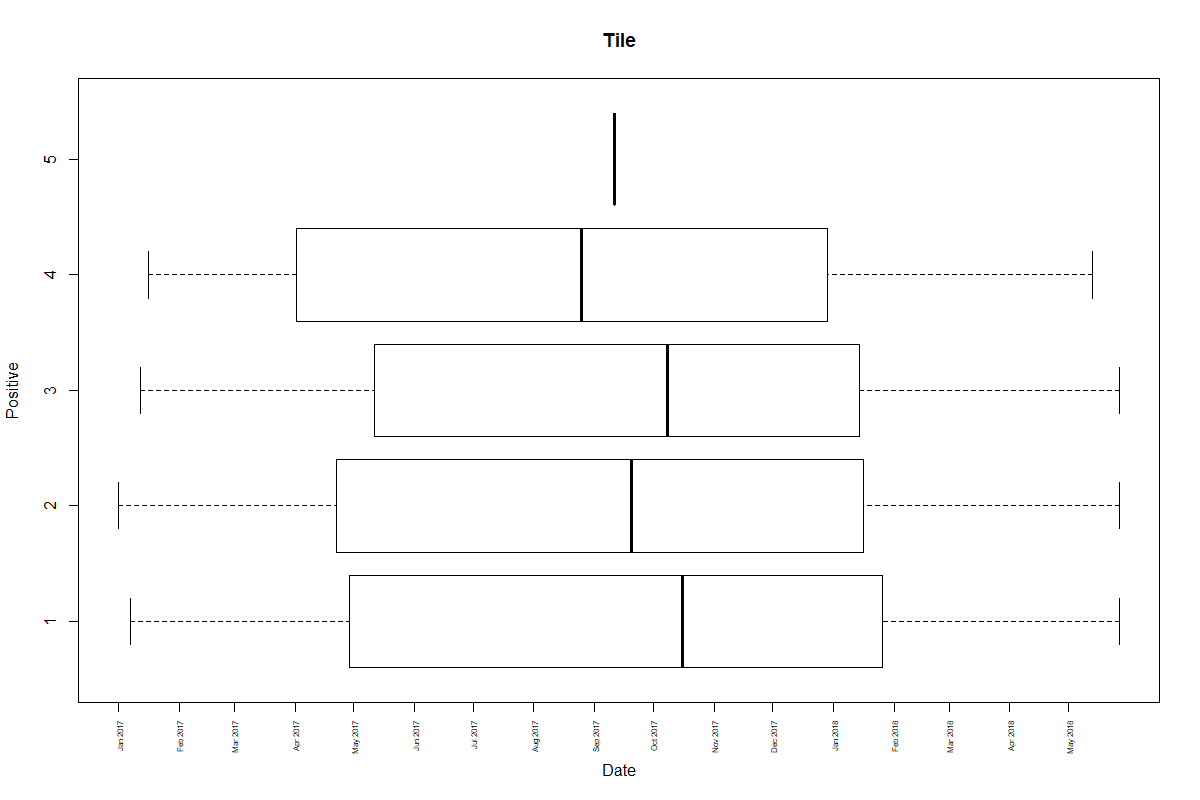 Tile
5
4
3
2
1
Positive
Jan 2017
Feb 2017
Mar 2017
Apr 2017
May 2017
Jun 2017
Jul 2017
Aug 2017
Sep 2017
Oct 2017
Nov 2017
Dec 2017
Jan 2018
Feb 2018
Mar 2018
Apr 2018
May 2018
Date